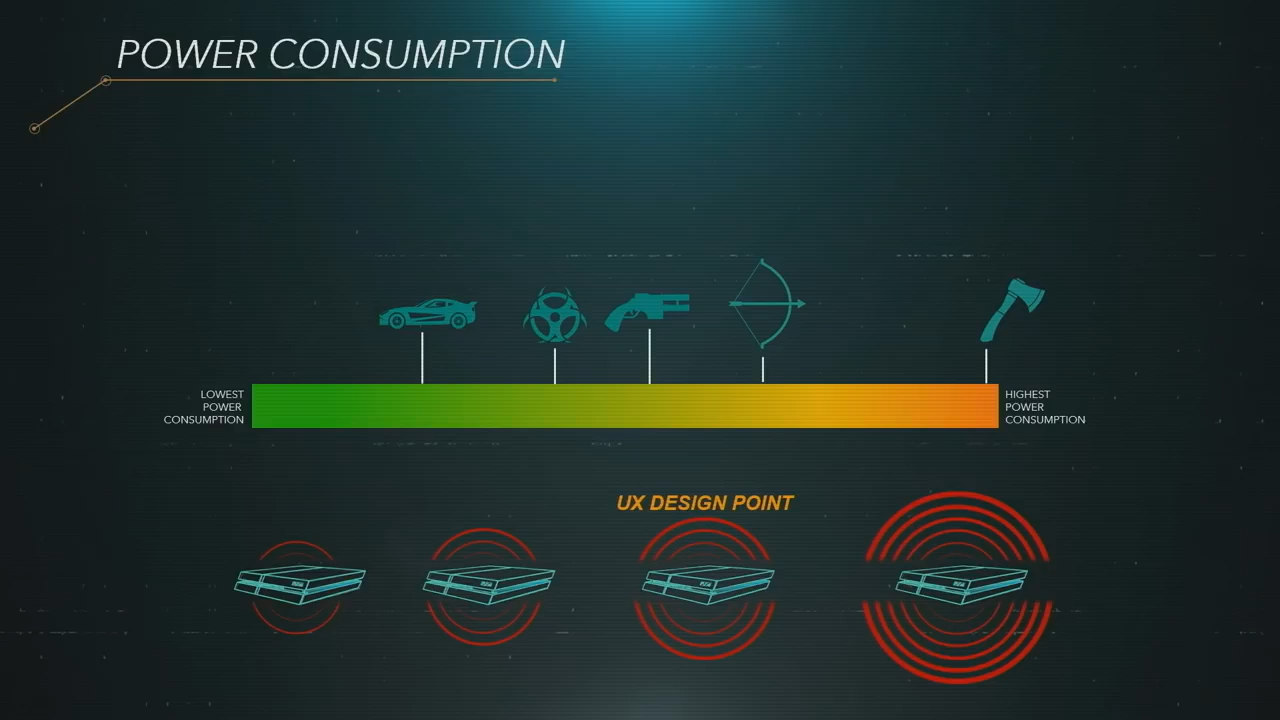 POWER CONSUMPTION
LOWEST
POWER
CONSUMPTION
HIGHEST
POWER
CONSUMPTION
UX DESIGN POINT